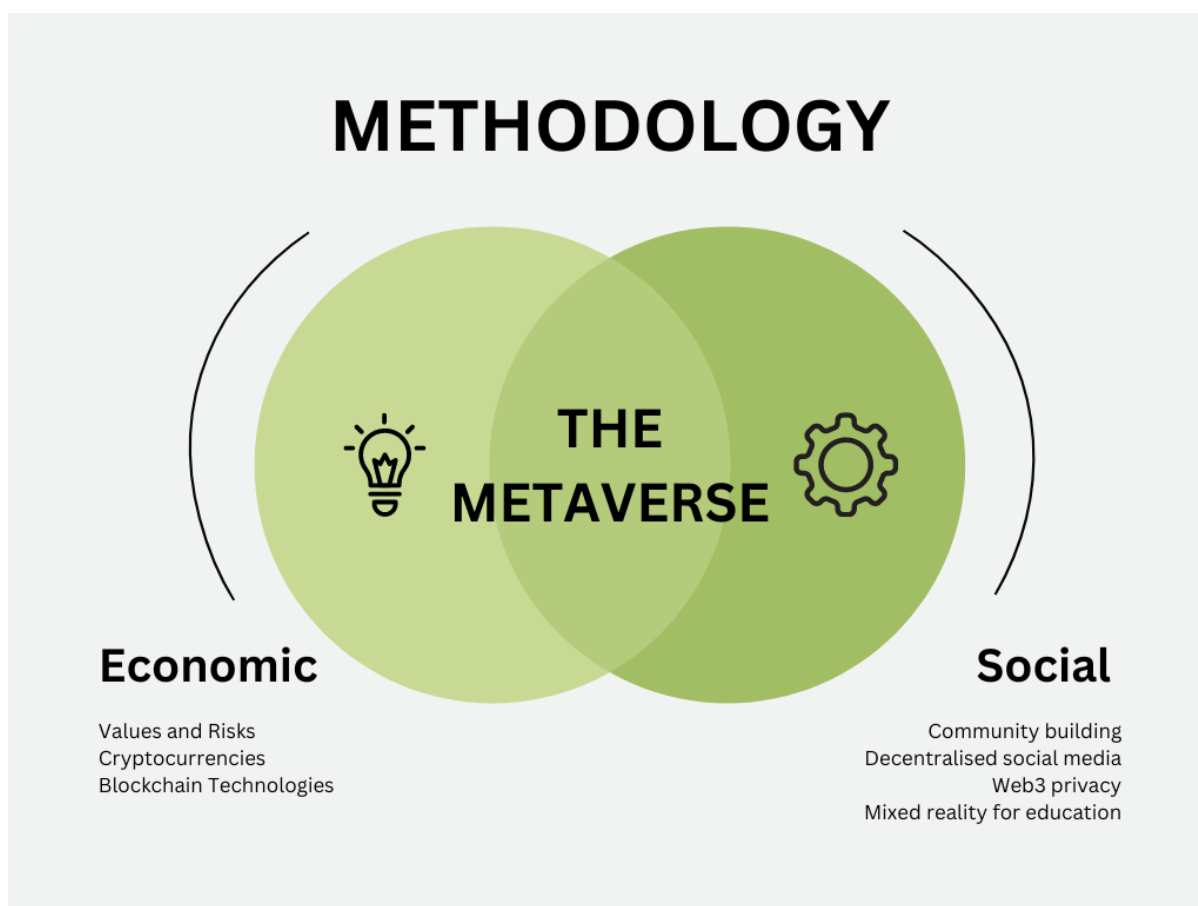 METHODOLOGY
THE
METAVERSE
Economic
Values and Risks
Cryptocurrencies
Blockchain Technologies
Social
Community building
Decentralised social media
Web3 privacy
Mixed reality for education